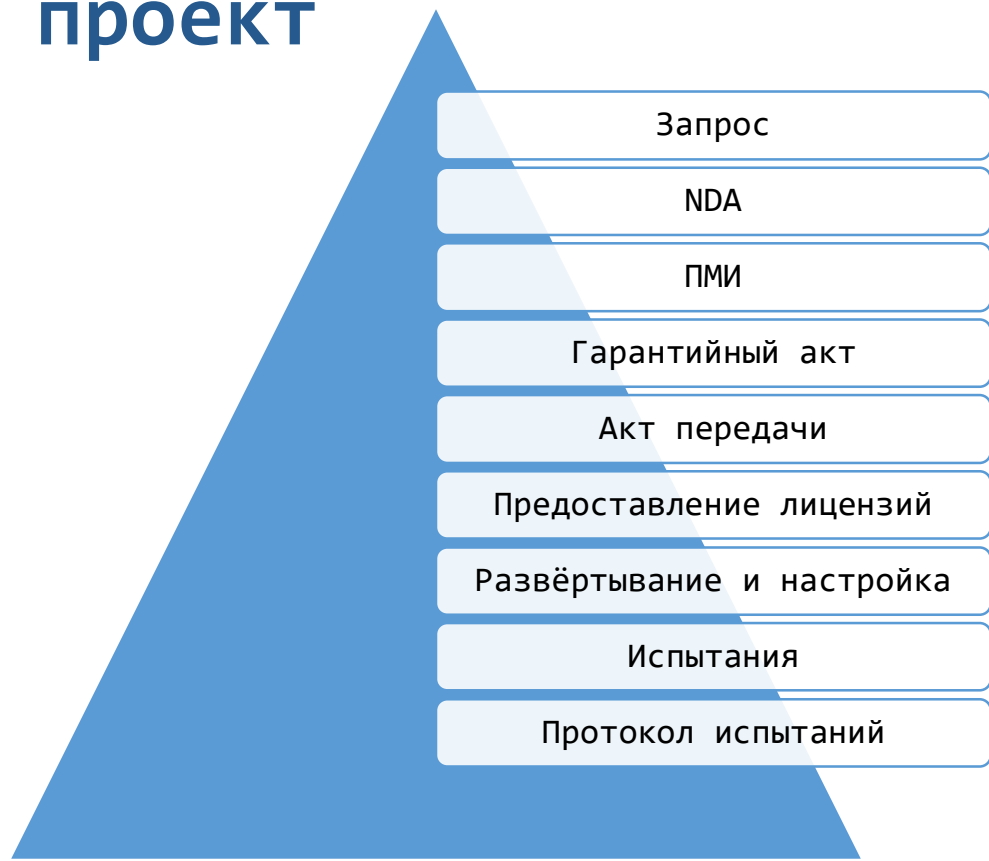 проект
Запрос
NDA
ПМИ
Гарантийный акт
Акт передачи
Предоставление лицензий
Развёртывание и настройка
Испытания
Протокол испытаний